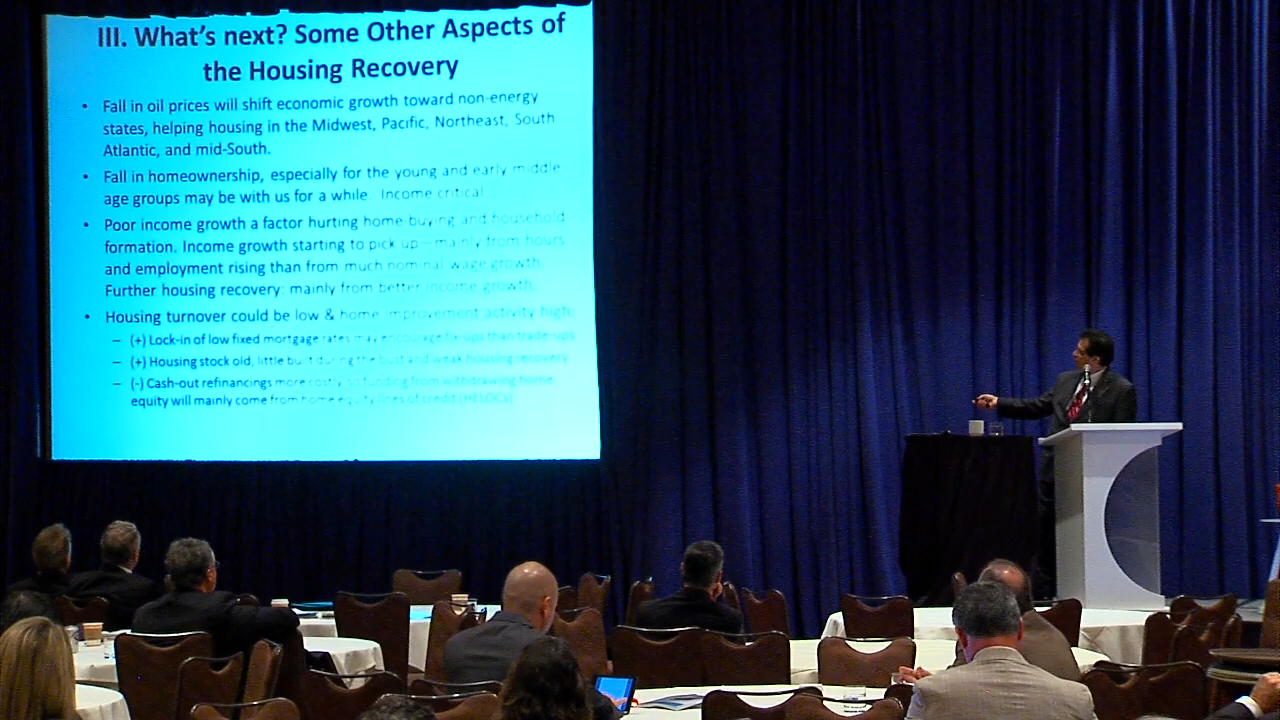 III. What's next? Some Other Aspects of
the Housing Recovery
• Fall in oil prices will shift economic growth toward non-energy
states, helping housing in the Midwest, Pacific, Northeast, South
Atlantic, and mid-South.
• Fall in homeownership, especially for the young and early middle
age groups may be with us for a while. Income critical
• Poor income growth a factor hurting home buying and household
formation. Income growth starting to pick up—mainly from hours
and employment rising than from much nominal wage growth.
Further housing recovery: mainly from better income growth.
• Housing turnover could be low & home improvement activity high:
– (+) Lock-in of low fixed mortgage rates may encourage fix-ups than trade-ups
– (+) Housing stock old, little built during the bust and weak housing recovery
– (-) Cash-out refinancings more costly, so funding from withdrawing home
equity will mainly come from home equity lines of credit (HELOCs)